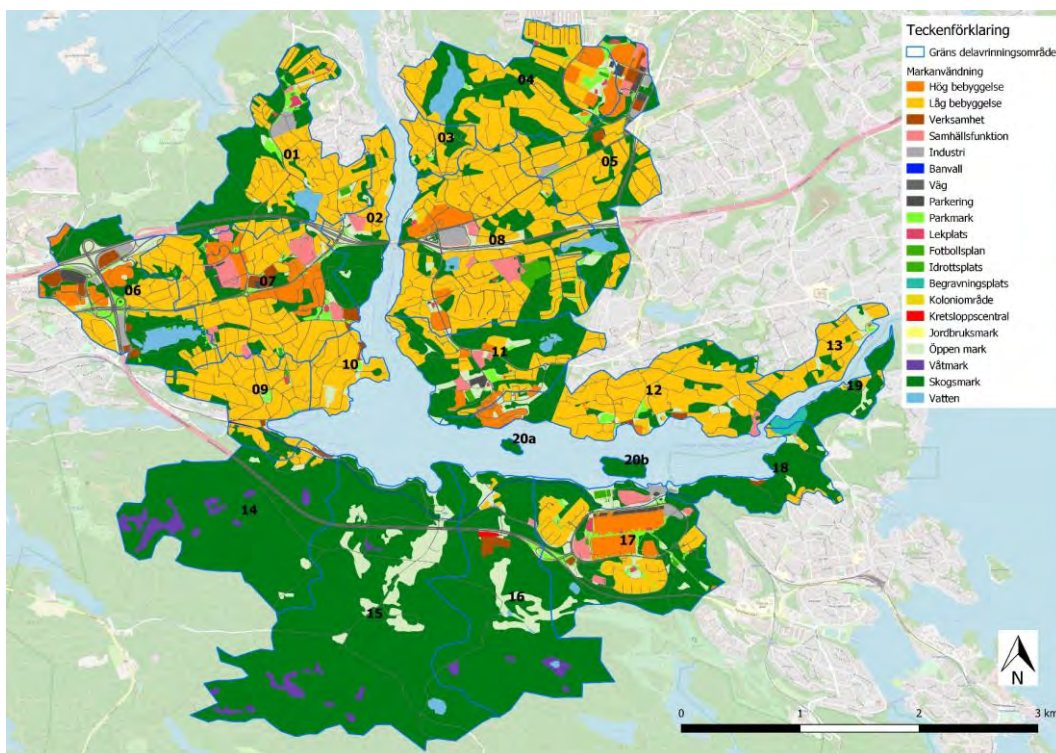 Teckenförklaring
Gräns delavrinningsområde
Markanvändning
Hög bebyggelse
Låg bebyggelse
Verksamhet
Samhällsfunktion
Industri
Banvall
Väg
Parkering
Parkmark
Lekplats
Fotbollsplan
Idrottsplats
Begravningsplats
Koloniområde
Kretsloppscentral
Jordbruksmark
Öppen mark
Våtmark
Skogsmark
Vatten
04
03
05
01
02
08
07
06
11
13
10
09
12
19
20a
20b
18
14
17
15
16
N
0 1 2 3 km